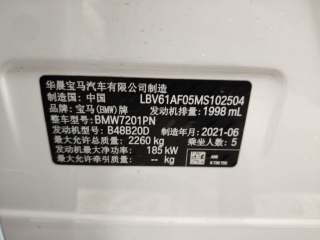 华晨宝马汽车有限公司制造
制造国：中国 LBV61AF05MS102504
品牌：宝马(BMW)牌 发动机排量：1998 mL
整车型号：BMW7201PN
发动机型号：B48B20D 制造年月：2021-06
最大允许总质量：2260 kg 乘坐人数：5
发动机最大净功率：185 kW
最大允许牵引质量：-- kg